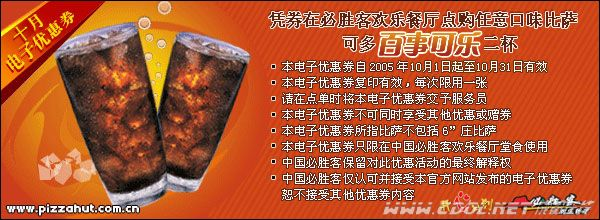 十月
电子优惠券
凭券在必胜客欢乐餐厅点购任意口味比萨
可多百事可乐二杯
• 本电子优惠券自 2005 年10月1日起至10月31日有效
• 本电子优惠券复印有效，每次限用一张
• 请在点单时将本电子优惠券交予服务员
• 本电子优惠券不可同时享受其他优惠或赠券
• 本电子优惠券所指比萨不包括 6” 庄比萨
• 本电子优惠券只限在中国必胜客欢乐餐厅堂食使用
• 中国必胜客保留对此优惠活动的最终解释权
• 中国必胜客仅认可并接受本官方网站发布的电子优惠券
恕不接受其他优惠券内容
www.pizzahut.com.cn